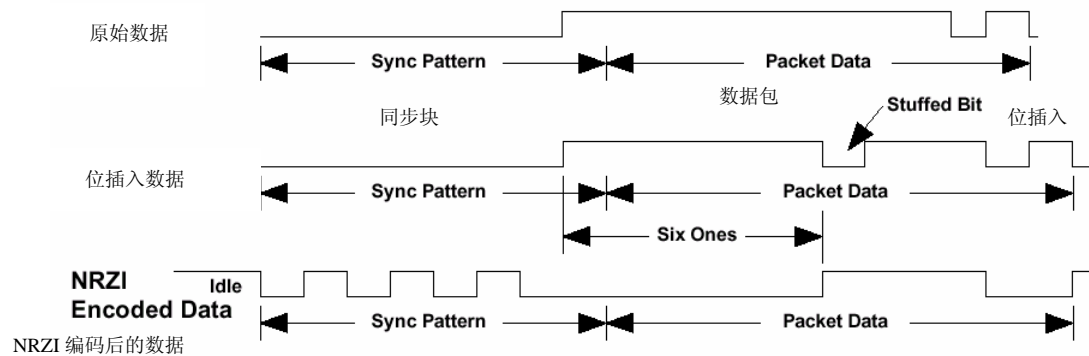 原始数据
Sync Pattern
Packet Data
数据包
同步块
Stuffed Bit
位插入
位插入数据
Sync Pattern
Packet Data
Six Ones
NRZI
Encoded Data
Idle
Sync Pattern
Packet Data
NRZI 编码后的数据